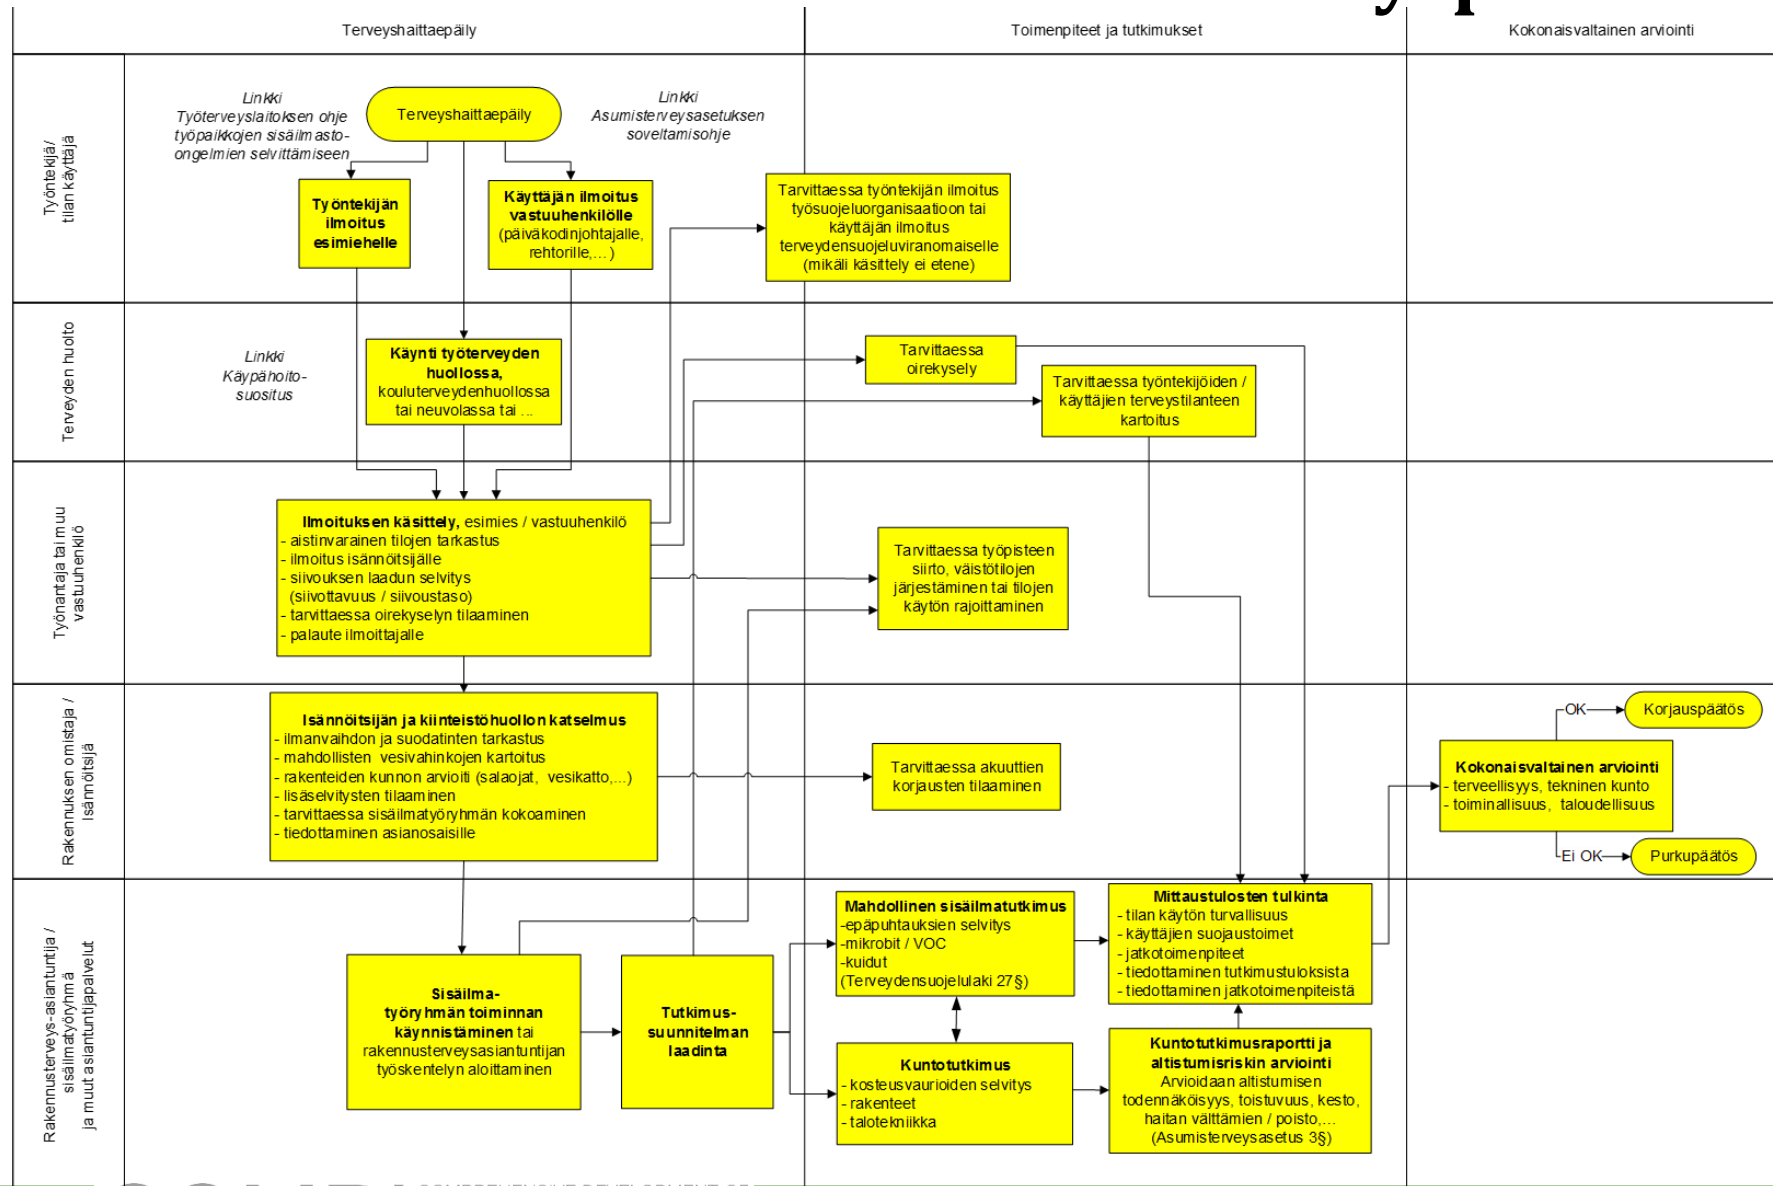 Terveyshaittaepäily
Toimenpiteet ja tutkimukset
Kokonaisvaltainen arviointi
Työntekijä/
tilan käyttäjä
Linkki
Työterveyslaitoksen ohje
työpaikkojen sisäilmasto-
ongelmien selvittämiseen
Terveyshaittaepäily
Linkki
Asumisterveysasetuksen
soveltamisohje
Työntekijän
ilmoitus
esimiehelle
Käyttäjän ilmoitus
vastuuhenkilölle
(päiväkodinjohtajalle,
rehtorille,...)
Tarvittaessa työntekijän ilmoitus
työsuojeluorganisaatioon tai
käyttäjän ilmoitus
terveydensuojeluviranomaiselle
(mikäli käsittely ei etene)
Terveyden huolto
Linkki
Käypähoito-
suositus
Käynti työterveyden
huollossa,
kouluterveydenhuollossa
tai neuvolassa tai ...
Tarvittaessa
oirekysely
Tarvittaessa työntekijöiden /
käyttäjien terveystilanteen
kartoitus
Työnantaja tai muu
vastuuhenkilö
Ilmoituksen käsittely, esimies / vastuuhenkilö
- aistinvarainen tilojen tarkastus
- ilmoitus isännöitsijälle
- siivouksen laadun selvitys
(siivottavuus / siivoustaso)
- tarvittaessa oirekyselyn tilaaminen
- palaute ilmoittajalle
Tarvittaessa työpisteen
siirto, väistötilojen
järjestäminen tai tilojen
käytön rajoittaminen
Rakennuksen omistaja /
Isännöitsijä
Isännöitsijän ja kiinteistöhuollon katselmus
- ilmanvaihdon ja suodatinten tarkastus
- mahdollisten vesivahinkojen kartoitus
- rakenteiden kunnon arvioiti (salaojat, vesikatto,...)
- lisäselvitysten tilaaminen
- tarvittaessa sisäilmatyöryhmän kokoaminen
- tiedottaminen asianosaisille
Tarvittaessa akuuttien
korjausten tilaaminen
OK
Korjauspäätös
Kokonaisvaltainen arviointi
- terveellisyys, tekninen kunto
- toiminallisuus, taloudellisuus
Ei OK
Purkupäätös
Rakennusterveys-asiantuntija /
sisäilmatyöryhmä
ja muut asiantuntijapalvelut
Sisäilma-
työryhmän toiminnan
käynnistäminen tai
rakennusterveysasiantuntijan
työskentelyn aloittaminen
Tutkimus-
suunnitelman
laadinta
Mahdollinen sisäilmatutkimus
-epäpuhtauksien selvitys
-mikrobit / VOC
-kuidut
(Terveydensuojelulaki 27§)
Mittaustulosten tulkinta
- tilan käytön turvallisuus
- käyttäjien suojaustoimet
- jatkotoimenpiteet
- tiedottaminen tutkimustuloksista
- tiedottaminen jatkotoimenpiteistä
Kuntotutkimus
- kosteusvaurioiden selvitys
- rakenteet
- talotekniikka
Kuntotutkimusraportti ja
altistumisriskin arviointi
Arvioidaan altistumisen
todennäköisyys, toistuvuus, kesto,
haitan välttämien / poisto,...
(Asumisterveysasetus 3§)